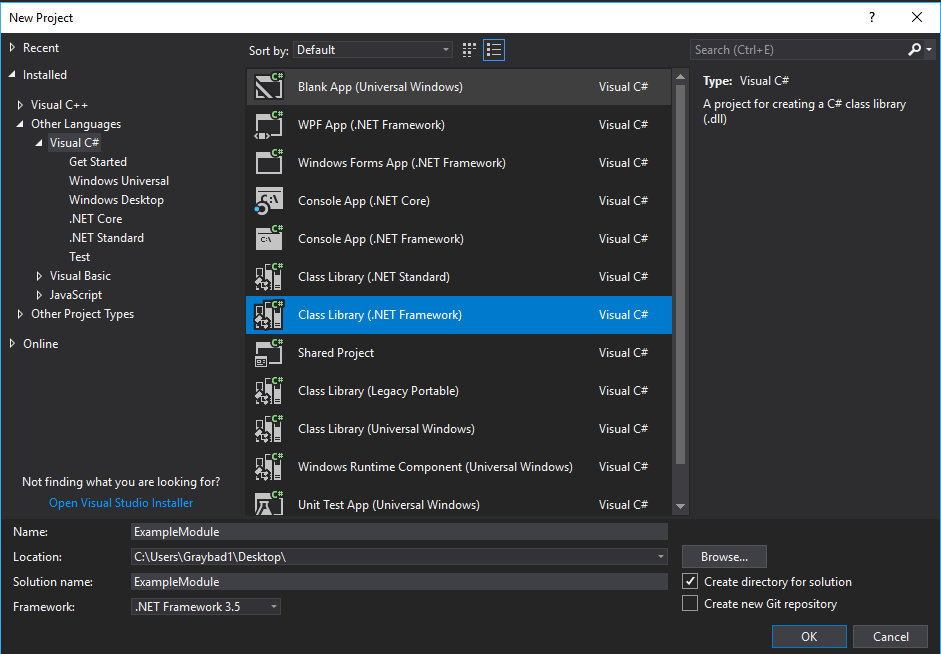 New Project
?
Recent
Installed
Visual C++
Other Languages
Visual C#
Get Started
Windows Universal
Windows Desktop
.NET Core
.NET Standard
Test
Visual Basic
JavaScript
Other Project Types
Online
Not finding what you are looking for?
Open Visual Studio Installer
Sort by: Default
C# Blank App (Universal Windows) Visual C#
C# WPF App (.NET Framework) Visual C#
C# Windows Forms App (.NET Framework) Visual C#
C:\ Console App (.NET Core) Visual C#
C# C:\ Console App (.NET Framework) Visual C#
C# Class Library (.NET Standard) Visual C#
C# Class Library (.NET Framework) Visual C#
C# Shared Project Visual C#
C# Class Library (Legacy Portable) Visual C#
C# Class Library (Universal Windows) Visual C#
C# Windows Runtime Component (Universal Windows) Visual C#
C# Unit Test App (Universal Windows) Visual C#
Search (Ctrl+E)
Type: Visual C#
A project for creating a C# class library
(.dll)
Name: ExampleModule
Location: C:\Users\Graybad1\Desktop\
Browse...
Solution name: ExampleModule
Create directory for solution
Framework: .NET Framework 3.5
Create new Git repository
OK
Cancel